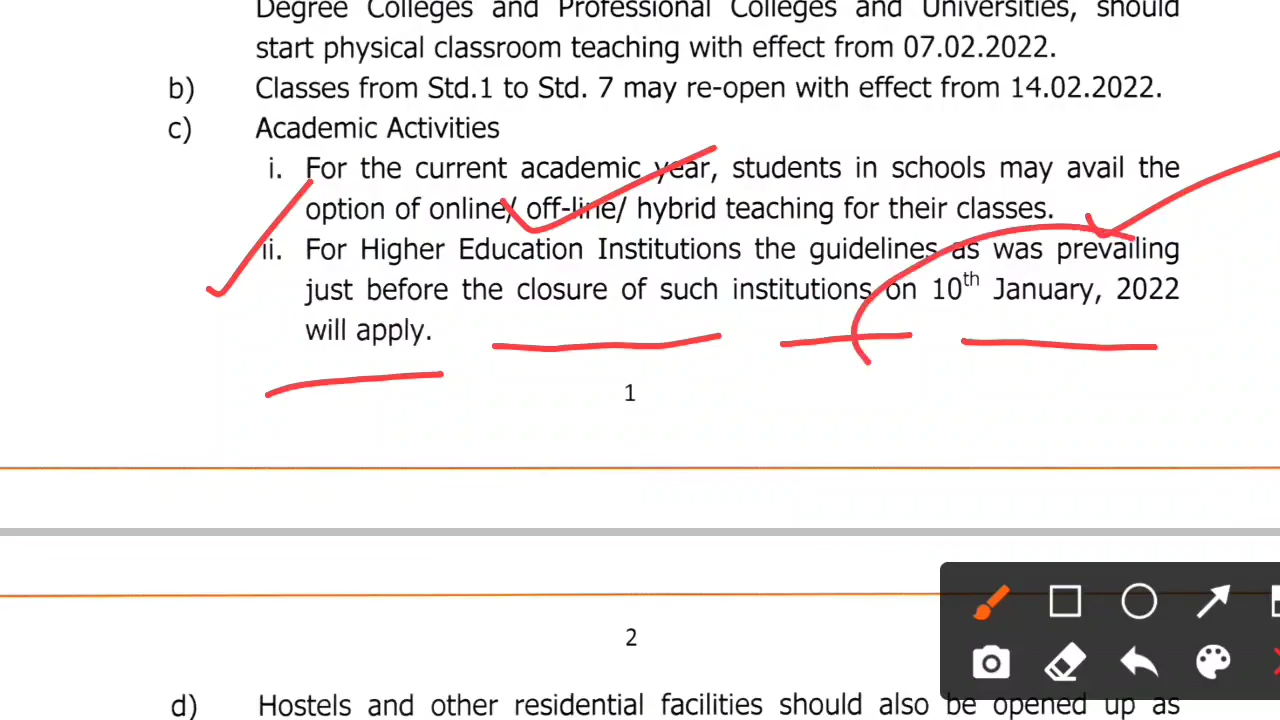 Degree Colleges and Professional Colleges and Universities, should
start physical classroom teaching with effect from 07.02.2022.
b) Classes from Std.1 to Std. 7 may re-open with effect from 14.02.2022.
c) Academic Activities
i. For the current academic year, students in schools may avail the
option of online/ off-line/ hybrid teaching for their classes.
ii. For Higher Education Institutions the guidelines as was prevailing
just before the closure of such institutions on 10th January, 2022
will apply.
1
2
d) Hostels and other residential facilities should also be opened up as